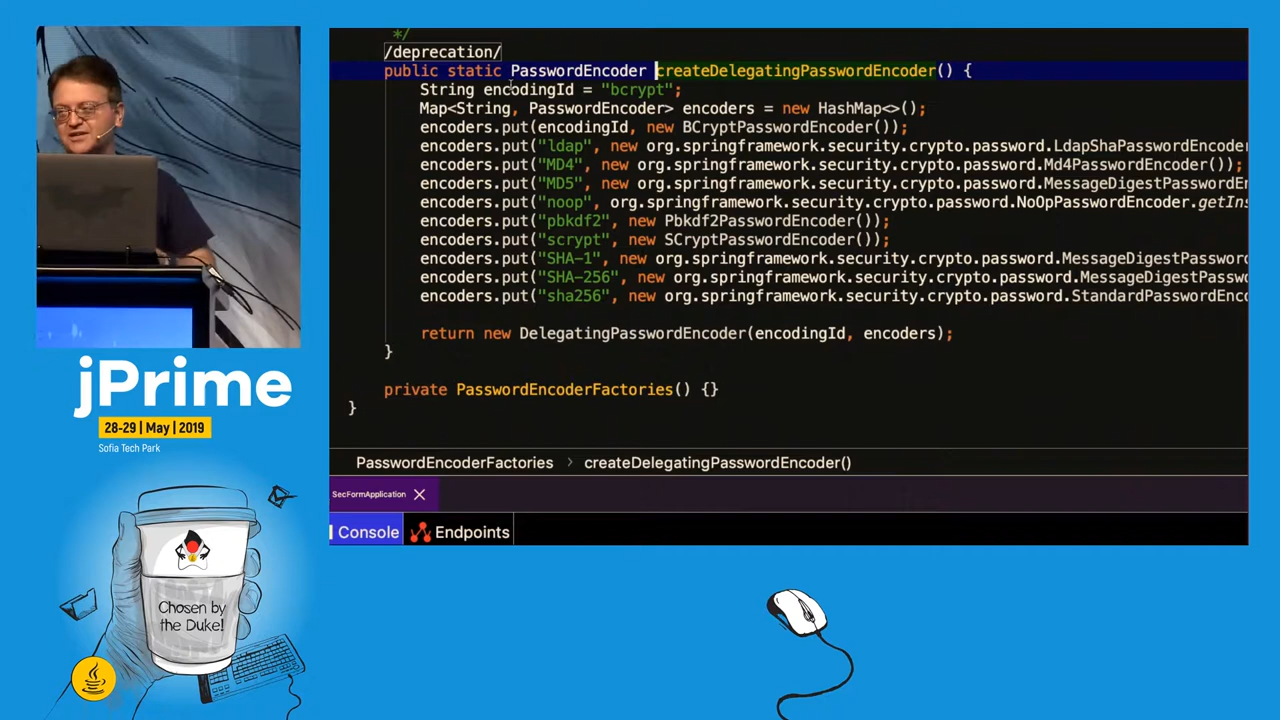 */
/deprecation/
public static PasswordEncoder createDelegatingPasswordEncoder() {
String encodingId = "bcrypt";
Map<String, PasswordEncoder> encoders = new HashMap<>();
encoders.put(encodingId, new BCryptPasswordEncoder());
encoders.put("ldap", new org.springframework.security.crypto.password.LdapShaPasswordEncoder
encoders.put("MD4", new org.springframework.security.crypto.password.Md4PasswordEncoder());
encoders.put("MD5", new org.springframework.security.crypto.password.MessageDigestPasswordEn
encoders.put("noop", org.springframework.security.crypto.password.NoOpPasswordEncoder.getIns
encoders.put("pbkdf2", new Pbkdf2PasswordEncoder());
encoders.put("scrypt", new SCryptPasswordEncoder());
encoders.put("SHA-1", new org.springframework.security.crypto.password.MessageDigestPassword
encoders.put("SHA-256", new org.springframework.security.crypto.password.MessageDigestPasswo
encoders.put("sha256", new org.springframework.security.crypto.password.StandardPasswordEnco
return new DelegatingPasswordEncoder(encodingId, encoders);
}
private PasswordEncoderFactories() {}
}
PasswordEncoderFactories > createDelegatingPasswordEncoder()
SecFormApplication
Console Endpoints
jPrime
28-29 | May | 2019
Sofia Tech Park
Chosen by
the Duke!